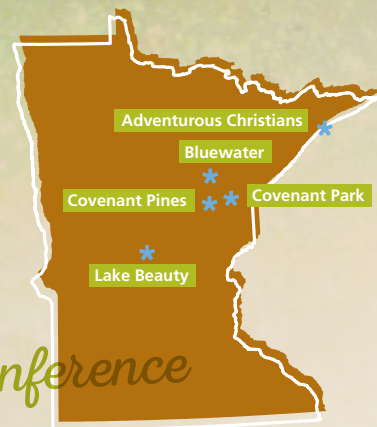 Adventurous Christians
Bluewater
Covenant Pines
Covenant Park
Lake Beauty
nference